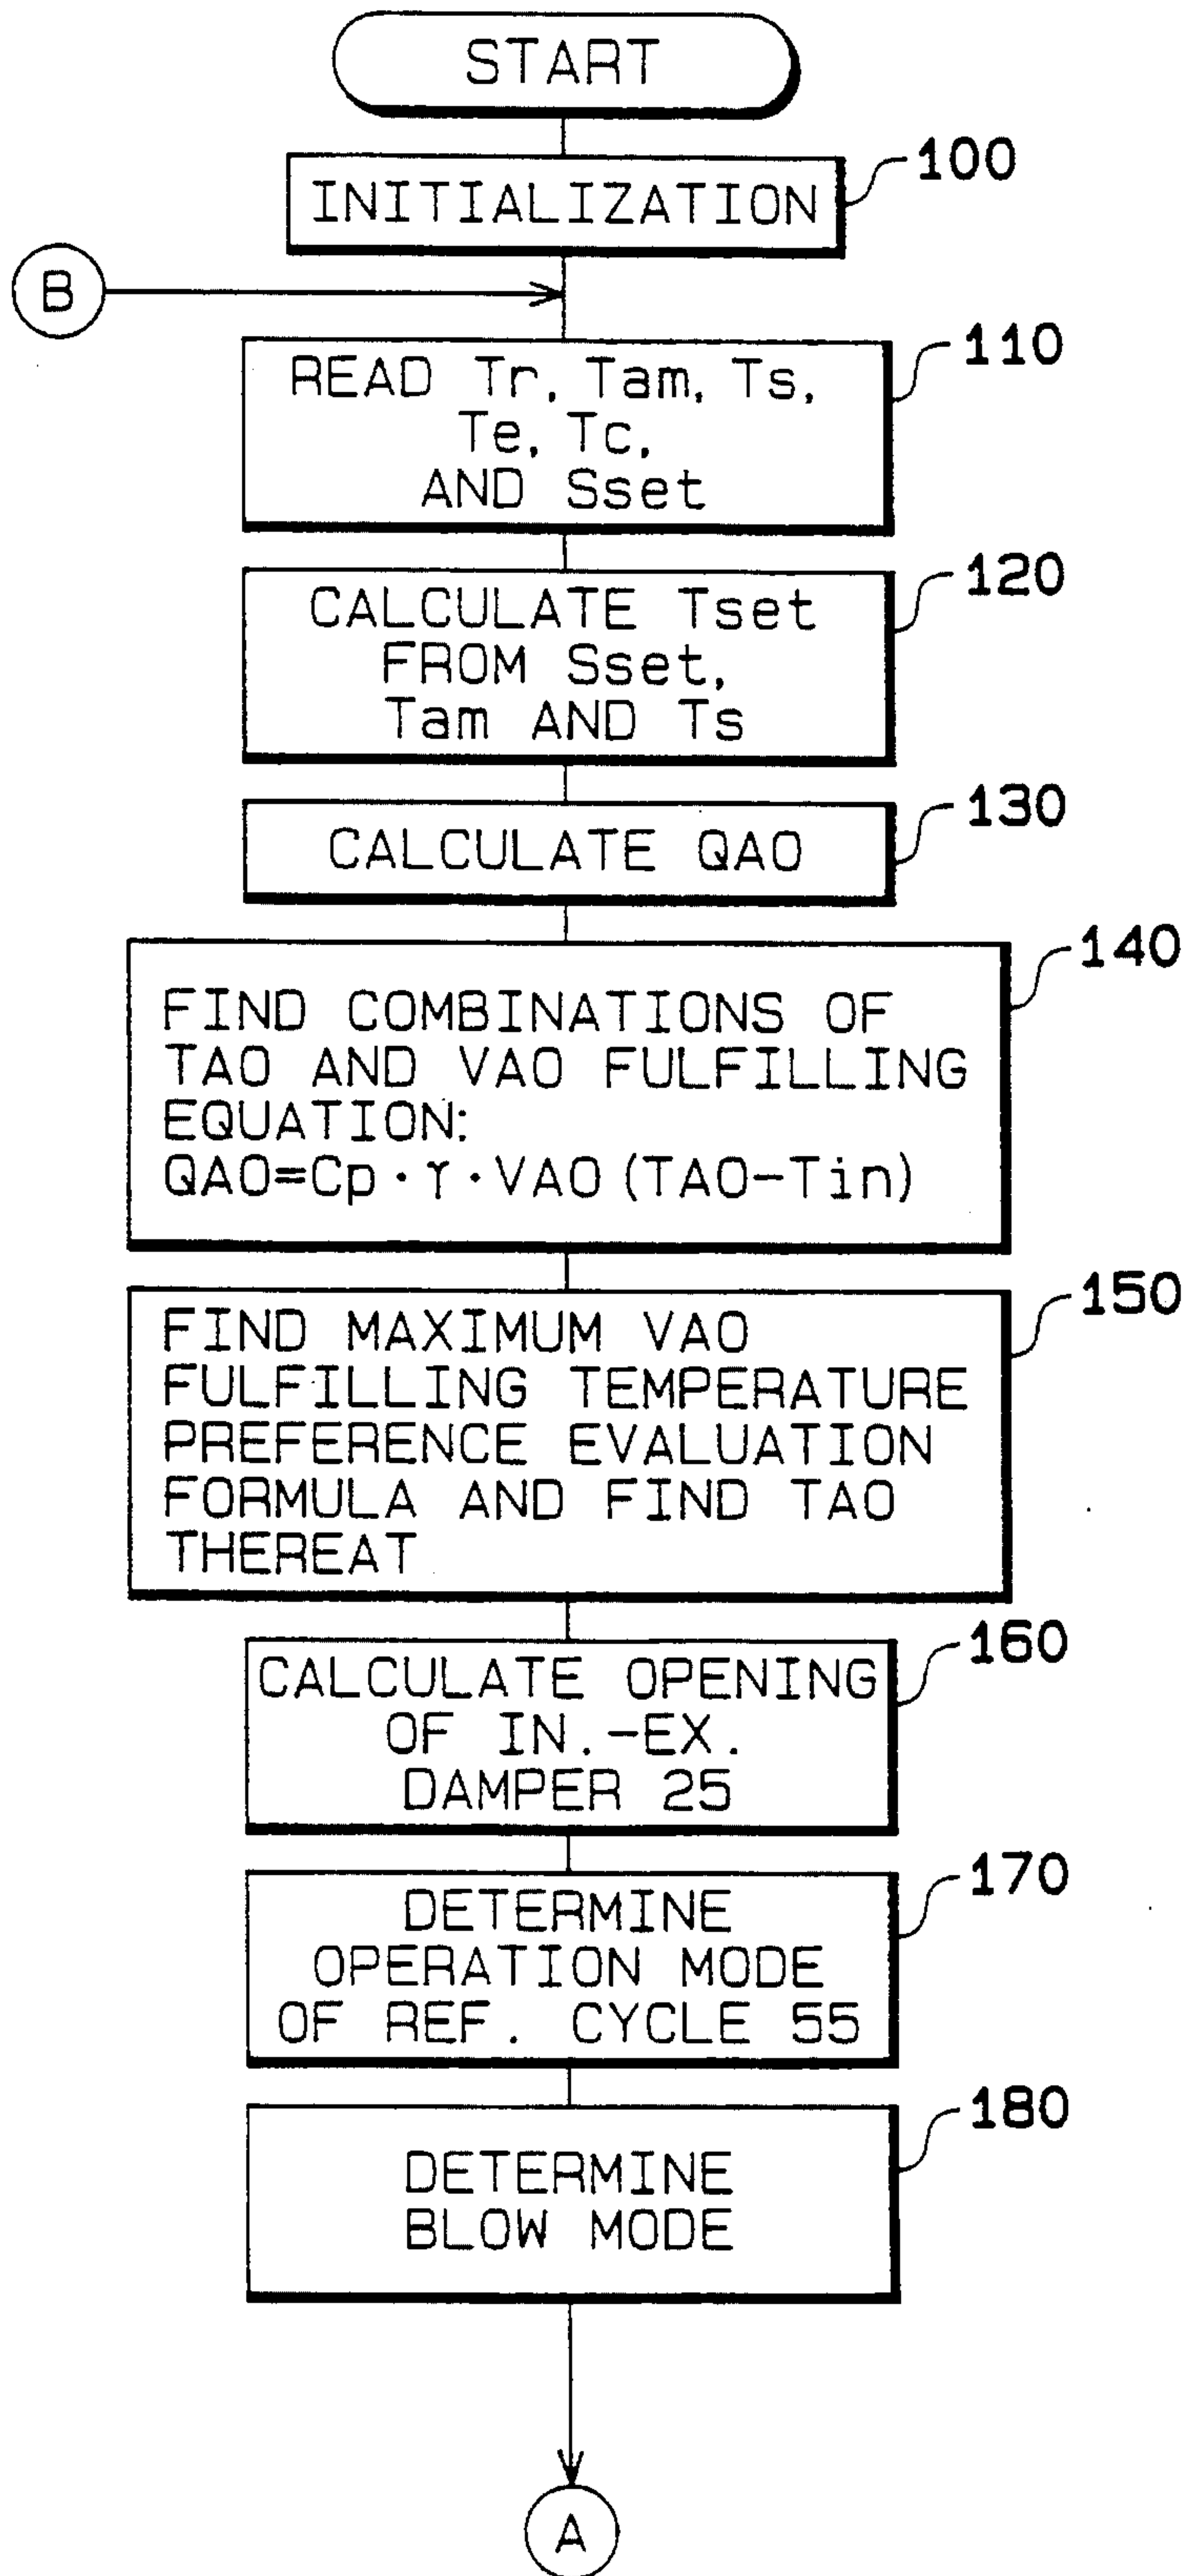 START
INITIALIZATION
100
B
READ Tr, Tam, Ts,
Te, Tc,
AND Sset
110
CALCULATE Tset
FROM Sset,
Tam AND Ts
120
CALCULATE QAO
130
FIND COMBINATIONS OF
TAO AND VAO FULFILLING
EQUATION:
QAO=Cp·γ·VAO(TAO-Tin)
140
FIND MAXIMUM VAO
FULFILLING TEMPERATURE
PREFERENCE EVALUATION
FORMULA AND FIND TAO
THEREAT
150
CALCULATE OPENING
OF IN.-EX.
DAMPER 25
160
DETERMINE
OPERATION MODE
OF REF. CYCLE 55
170
DETERMINE
BLOW MODE
180
A